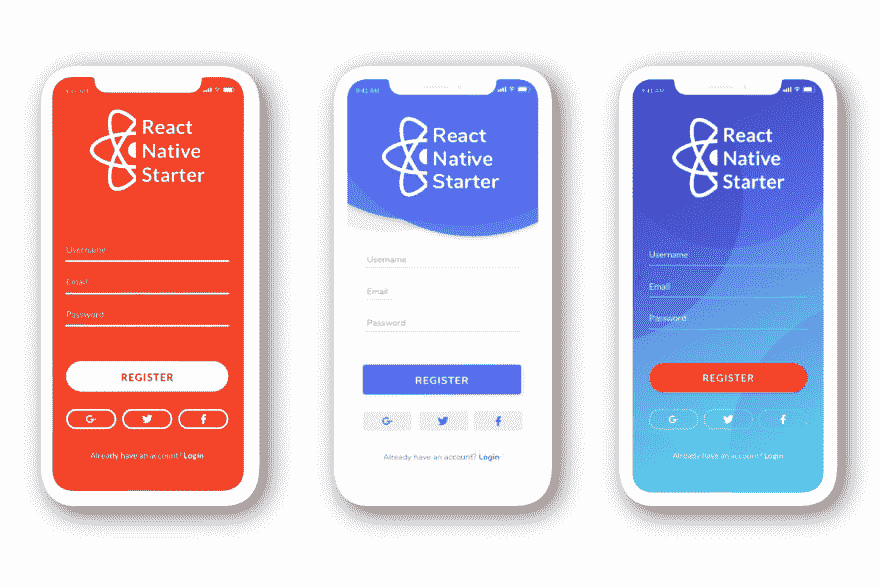 React
Native
Starter
Username
Email
Password
REGISTER
G+
Already have an account? Login
9:41 AM
React
Native
Starter
Username
Email
Password
REGISTER
G+
Already have an account? Login
9:41 AM
React
Native
Starter
Username
Email
Password
REGISTER
G+
Already have an account? Login